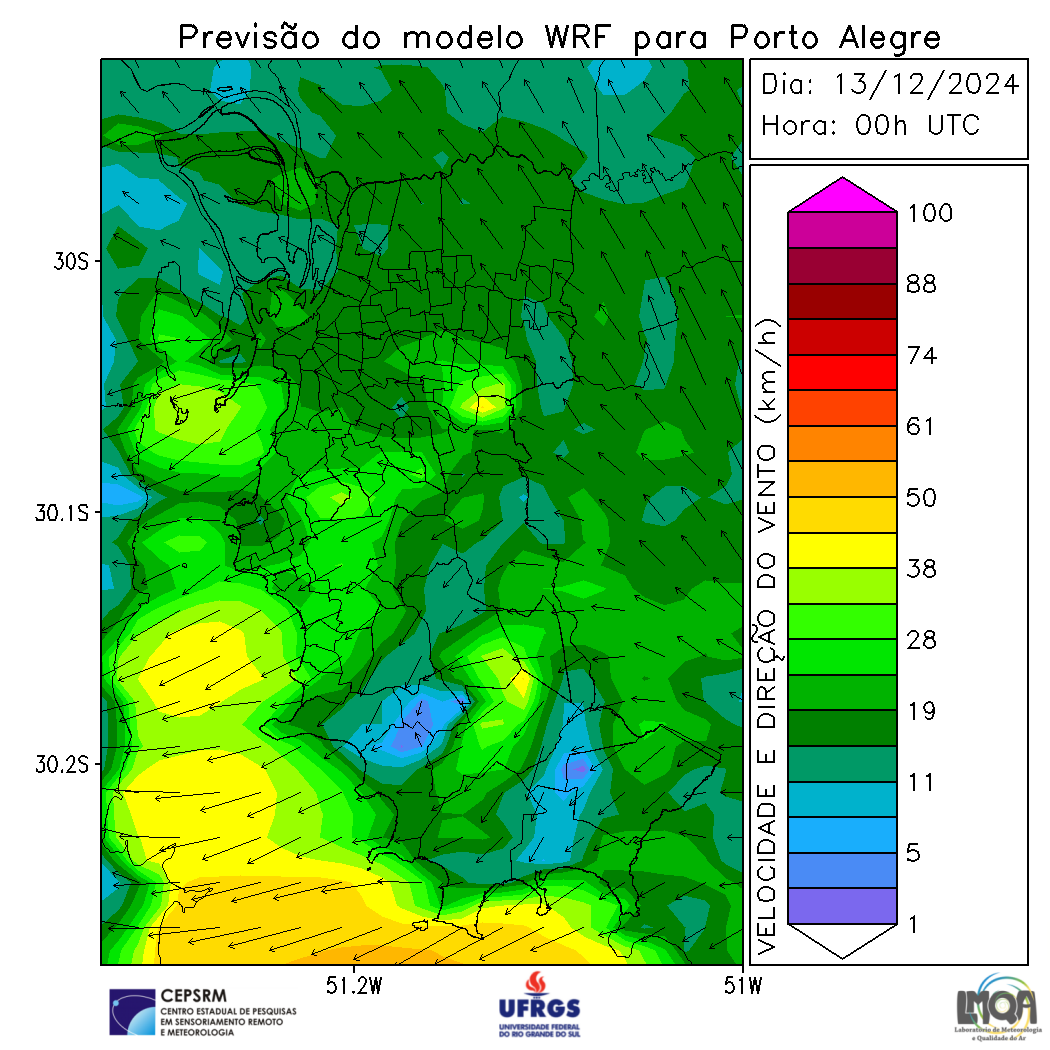 Previsão do modelo WRF para Porto Alegre
Dia: 13/12/2024
Hora: 00h UTC
30S
30.1S
30.2S
51.2W
51W
VELOCIDADE E DIREÇÃO DO VENTO (km/h)
100
88
74
61
50
38
28
19
11
5
1
CEPSRM
CENTRO ESTADUAL DE PESQUISAS
EM SENSORIAMENTO REMOTO
E METEOROLOGIA
UFRGS
UNIVERSIDADE FEDERAL
DO RIO GRANDE DO SUL
LMQA
Laboratório de Meteorologia
e Qualidade do Ar